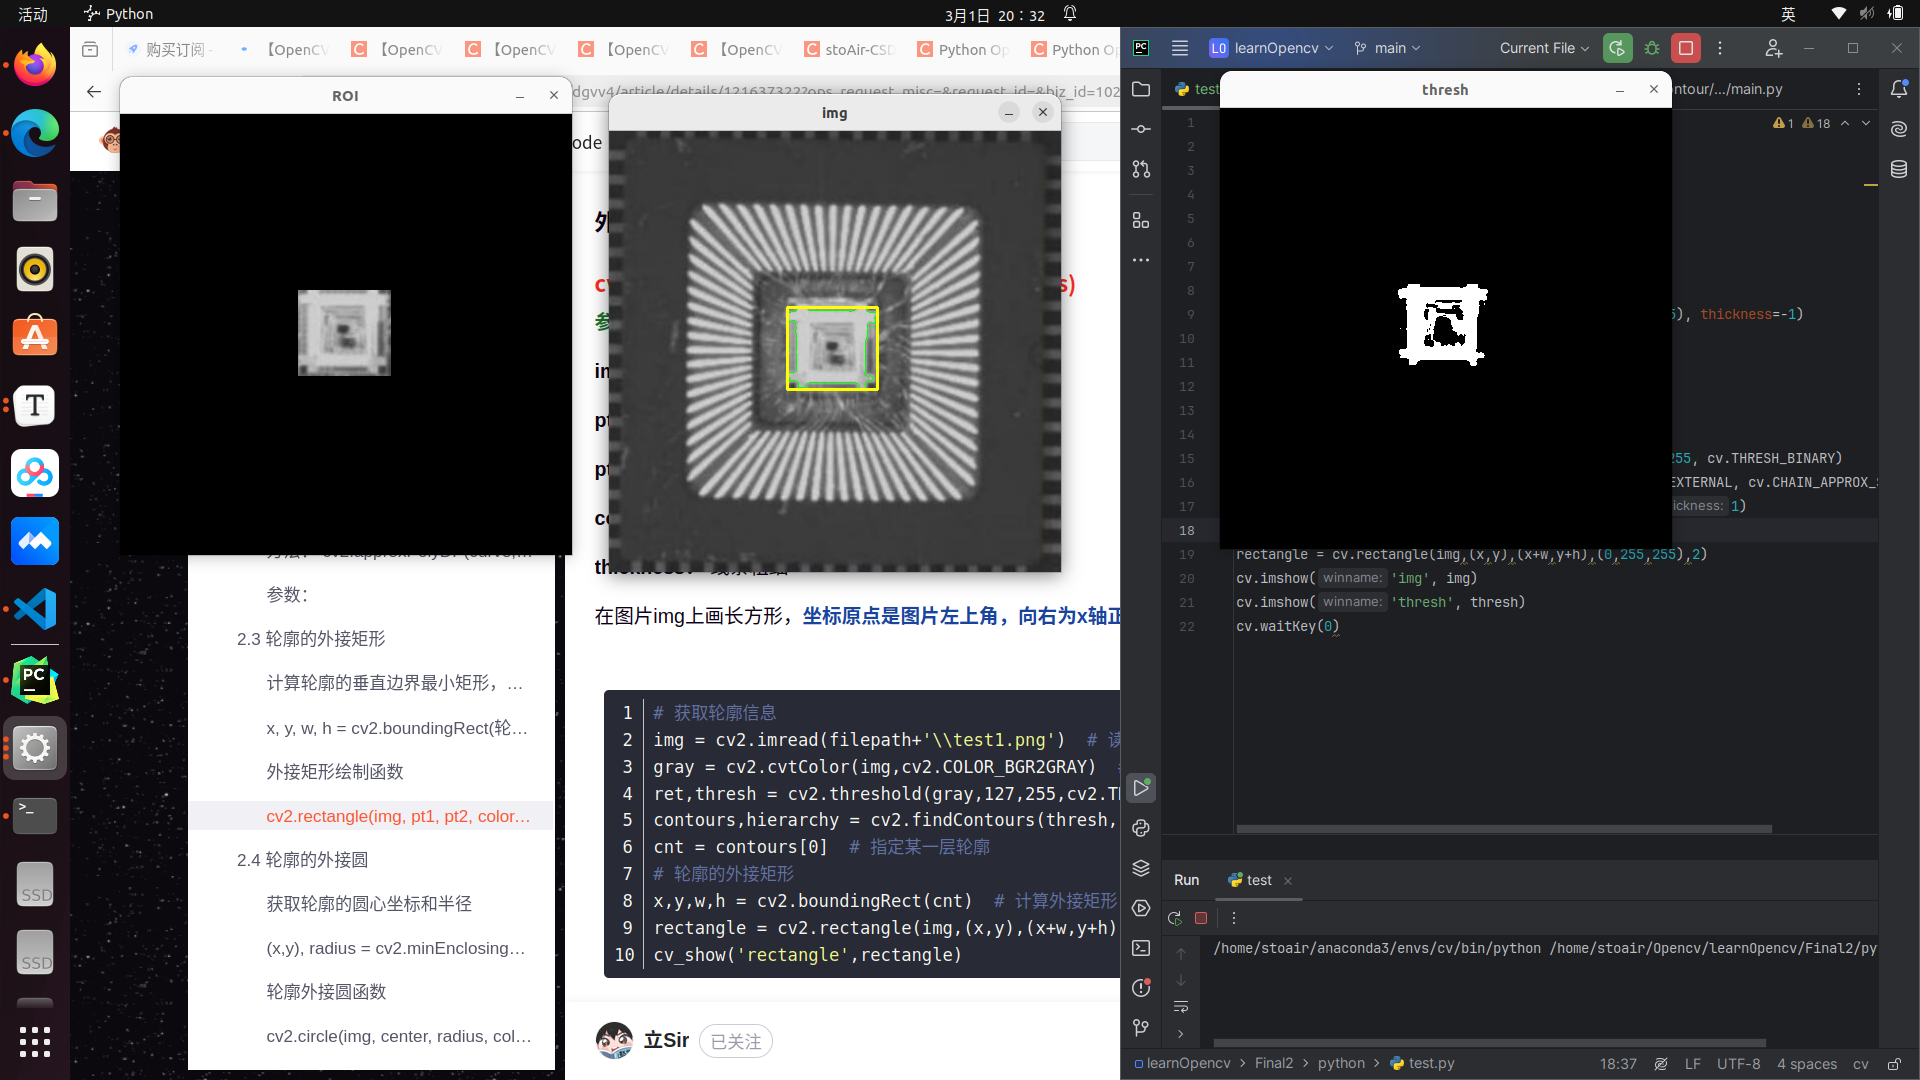 活动
Python
3月1日 20：32
英
购买订阅 -
【OpenCV
【OpenCV
【OpenCV
【OpenCV
【OpenCV
stoAir-CSD
Python Op
Python Op
dgvv4/article/details/121637322?ops_request_misc=&request_id=&biz_id=102
ode
ROI
img
thresh
s)
在图片img上画长方形，坐标原点是图片左上角，向右为x轴正
参数：
2.3 轮廓的外接矩形
计算轮廓的垂直边界最小矩形，…
x, y, w, h = cv2.boundingRect(轮…
外接矩形绘制函数
cv2.rectangle(img, pt1, pt2, color…
2.4 轮廓的外接圆
获取轮廓的圆心坐标和半径
(x,y), radius = cv2.minEnclosing…
轮廓外接圆函数
cv2.circle(img, center, radius, col…
1 # 获取轮廓信息
2 img = cv2.imread(filepath+'\\test1.png')  # 读
3 gray = cv2.cvtColor(img,cv2.COLOR_BGR2GRAY)
4 ret,thresh = cv2.threshold(gray,127,255,cv2.TH
5 contours,hierarchy = cv2.findContours(thresh,
6 cnt = contours[0]  # 指定某一层轮廓
7 # 轮廓的外接矩形
8 x,y,w,h = cv2.boundingRect(cnt)  # 计算外接矩形
9 rectangle = cv2.rectangle(img,(x,y),(x+w,y+h)
10 cv_show('rectangle',rectangle)
立Sir 已关注
LO learnOpencv
main
Current File
test
ontour/.../main.py
1 18
1
2
3
4
5
6
7
8
9 ), thickness=-1)
10
11
12
13
14
15 255, cv.THRESH_BINARY)
16 EXTERNAL, cv.CHAIN_APPROX_S
17 ickness: 1)
18
19 rectangle = cv.rectangle(img,(x,y),(x+w,y+h),(0,255,255),2)
20 cv.imshow( winname: 'img', img)
21 cv.imshow( winname: 'thresh', thresh)
22 cv.waitKey(0)
Run
test
/home/stoair/anaconda3/envs/cv/bin/python /home/stoair/Opencv/learnOpencv/Final2/py
learnOpencv > Final2 > python > test.py
18:37 LF UTF-8 4 spaces cv
PC
T
SSD
SSD